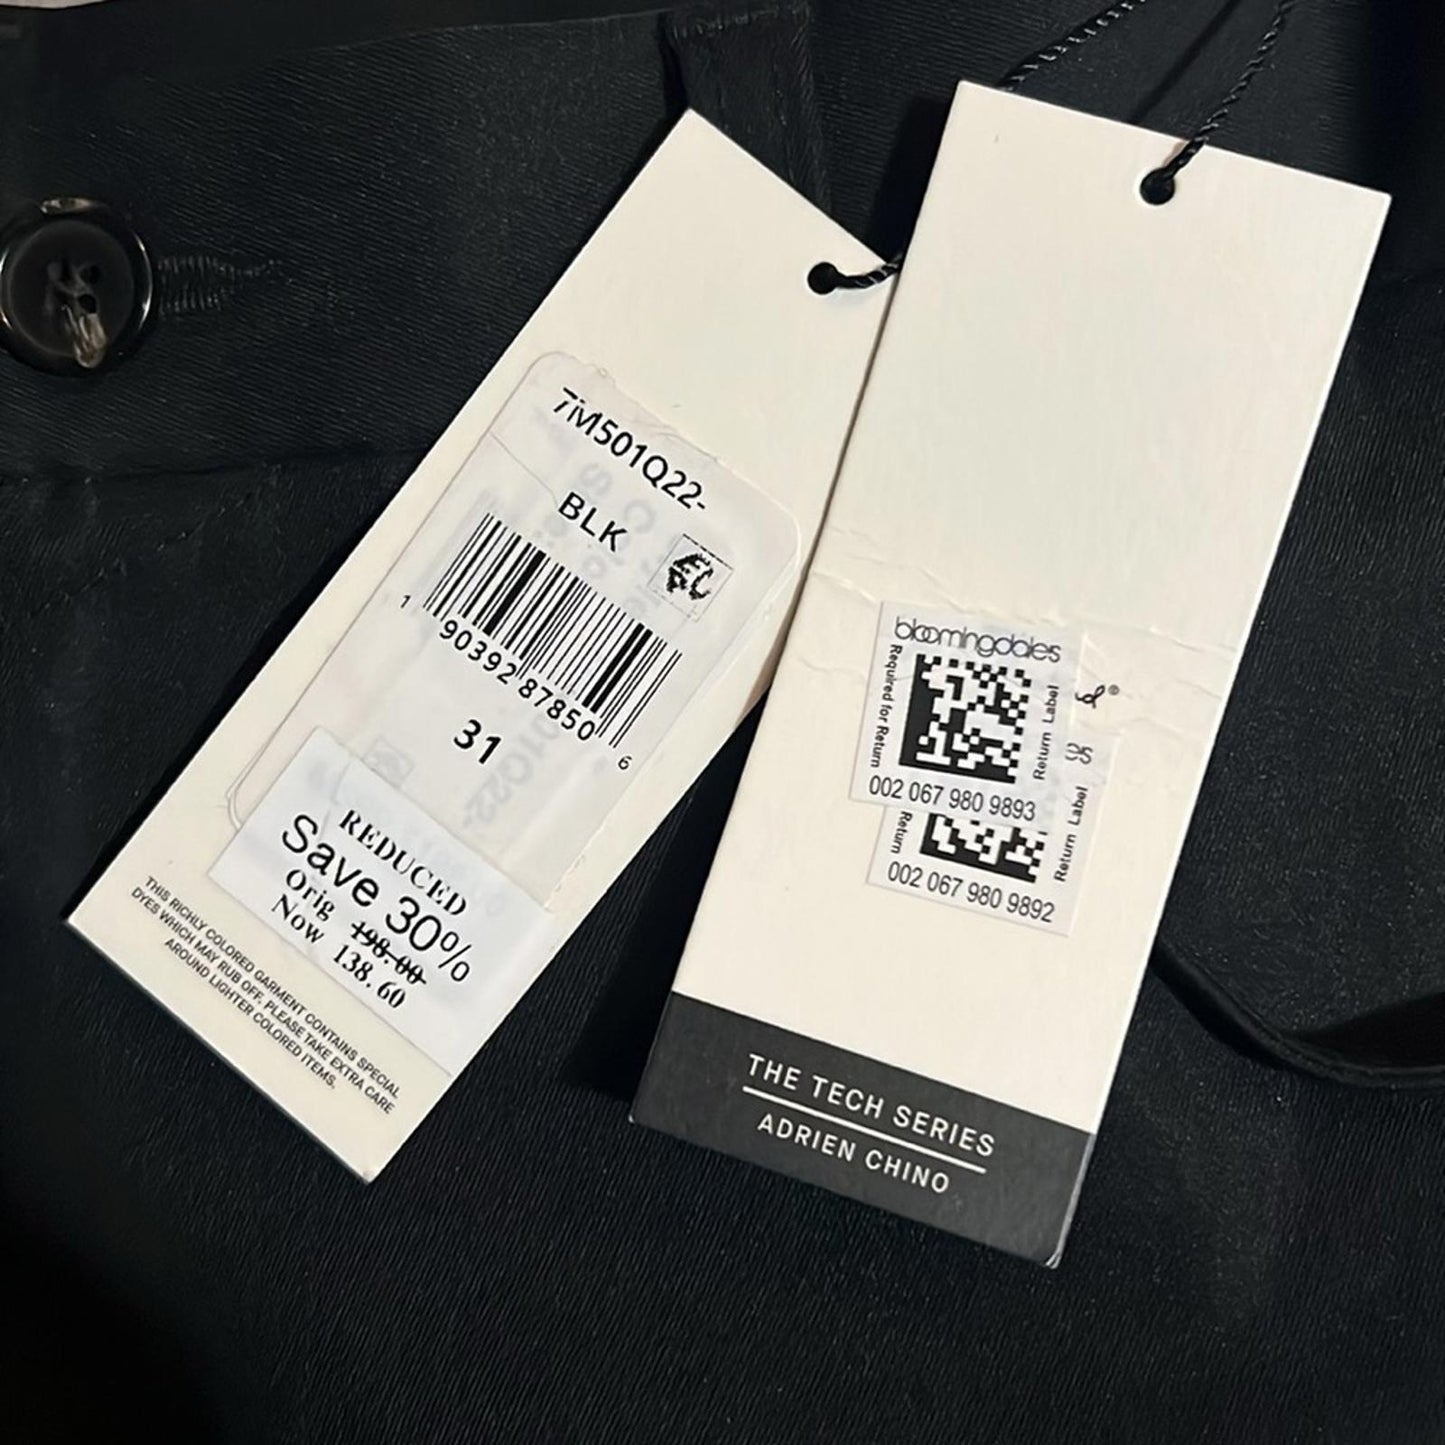 7M501Q22-
BLK
1 90392 87850 6
31
REDUCED
Save 30%
Orig 198.00
Now 138.60
THIS RICHLY COLORED GARMENT CONTAINS SPECIAL
DYES WHICH MAY RUB OFF. PLEASE TAKE EXTRA CARE
AROUND LIGHTER COLORED ITEMS.
bloomingdales
Required for Return
Return Label
002 067 980 9893
es
Return
Return Label
002 067 980 9892
THE TECH SERIES
ADRIEN CHINO